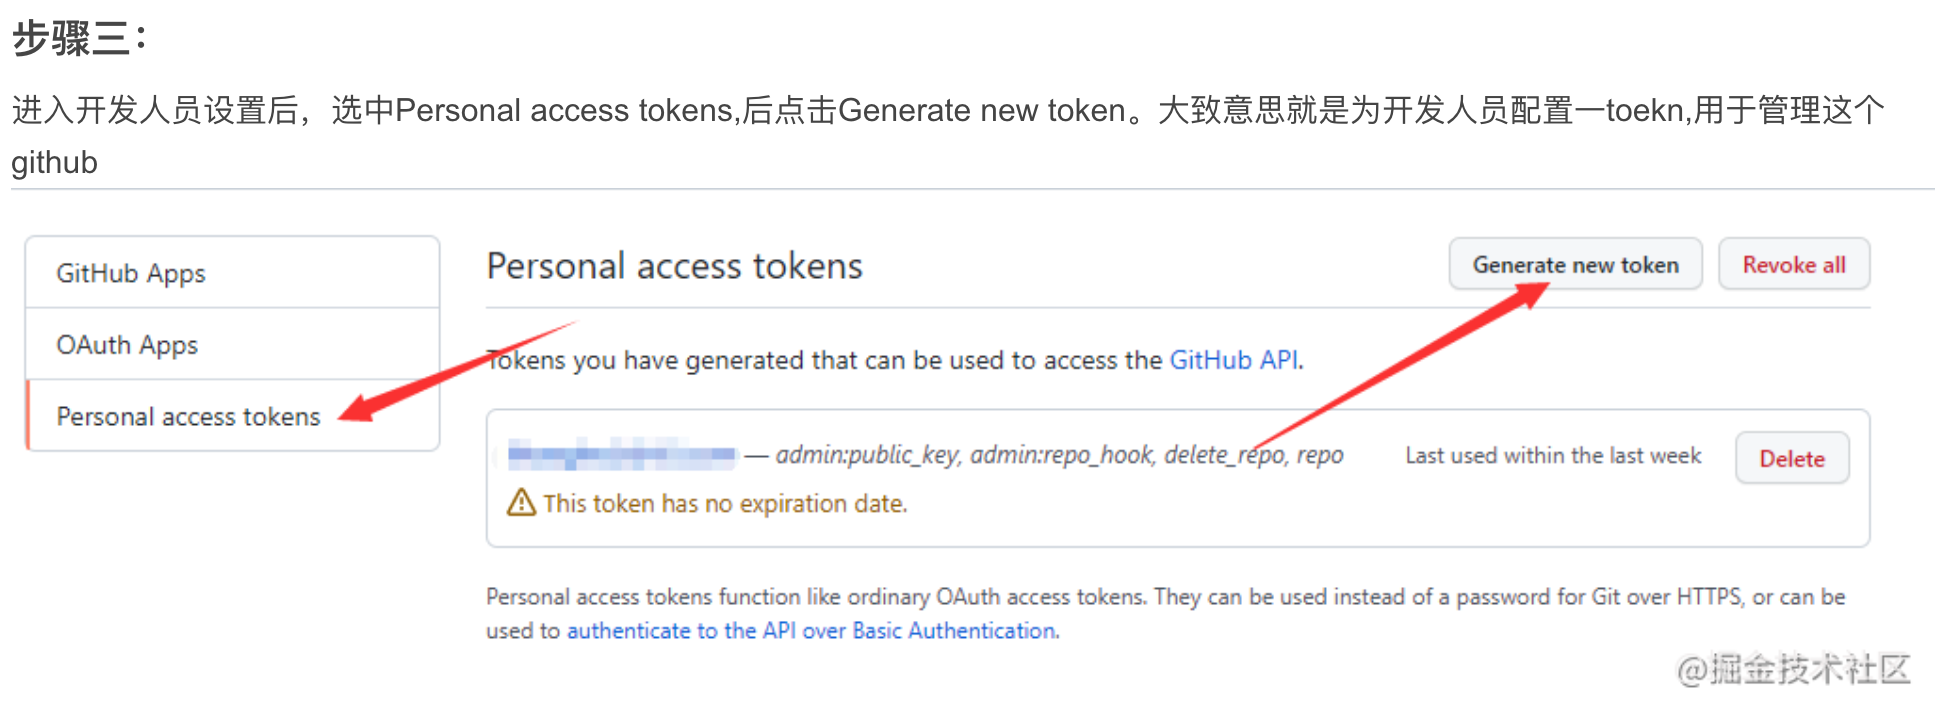 步骤三：
进入开发人员设置后，选中Personal access tokens,后点击Generate new token。大致意思就是为开发人员配置一toekn,用于管理这个
github
GitHub Apps
OAuth Apps
Personal access tokens
Personal access tokens
Generate new token
Revoke all
Tokens you have generated that can be used to access the GitHub API.
— admin:public_key, admin:repo_hook, delete_repo, repo
Last used within the last week
Delete
This token has no expiration date.
Personal access tokens function like ordinary OAuth access tokens. They can be used instead of a password for Git over HTTPS, or can be
used to authenticate to the API over Basic Authentication.
@掘金技术社区